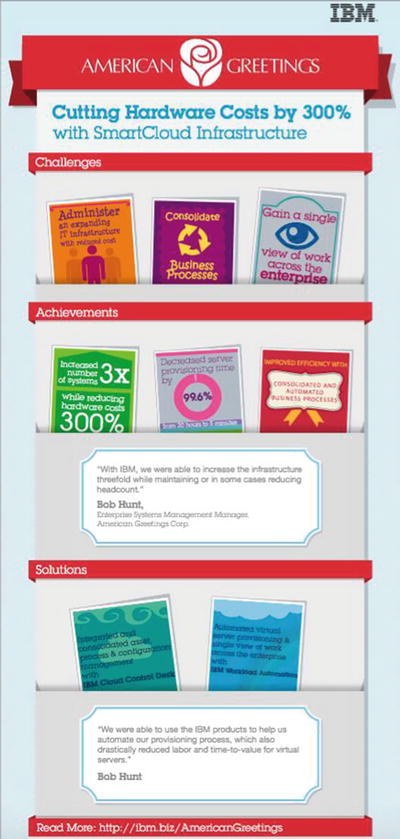 IBM
AMERICAN GREETINGS
Cutting Hardware Costs by 300%
with SmartCloud Infrastructure
Challenges
Administer
an expanding
IT infrastructure
with reduced cost
Consolidate
Business
Processes
Gain a single
view of work
across the
enterprise
Achievements
Increased
number
of systems
3x
while reducing
hardware costs
300%
Decreased server
provisioning time
by
99.6%
from 20 hours to 5 minutes
IMPROVED EFFICIENCY WITH
CONSOLIDATED AND
AUTOMATED
BUSINESS PROCESSES
"With IBM, we were able to increase the infrastructure
threefold while maintaining or in some cases reducing
headcount."
Bob Hunt,
Enterprise Systems Management Manager,
American Greetings Corp.
Solutions
Integrated and
consolidated asset,
process & configuration
management
with
IBM Cloud Control Desk
Automated virtual
server provisioning &
single view of work
across the enterprise
with
IBM Workload Automation
"We were able to use the IBM products to help us
automate our provisioning process, which also
drastically reduced labor and time-to-value for virtual
servers."
Bob Hunt
Read More: http://ibm.biz/AmericanGreetings